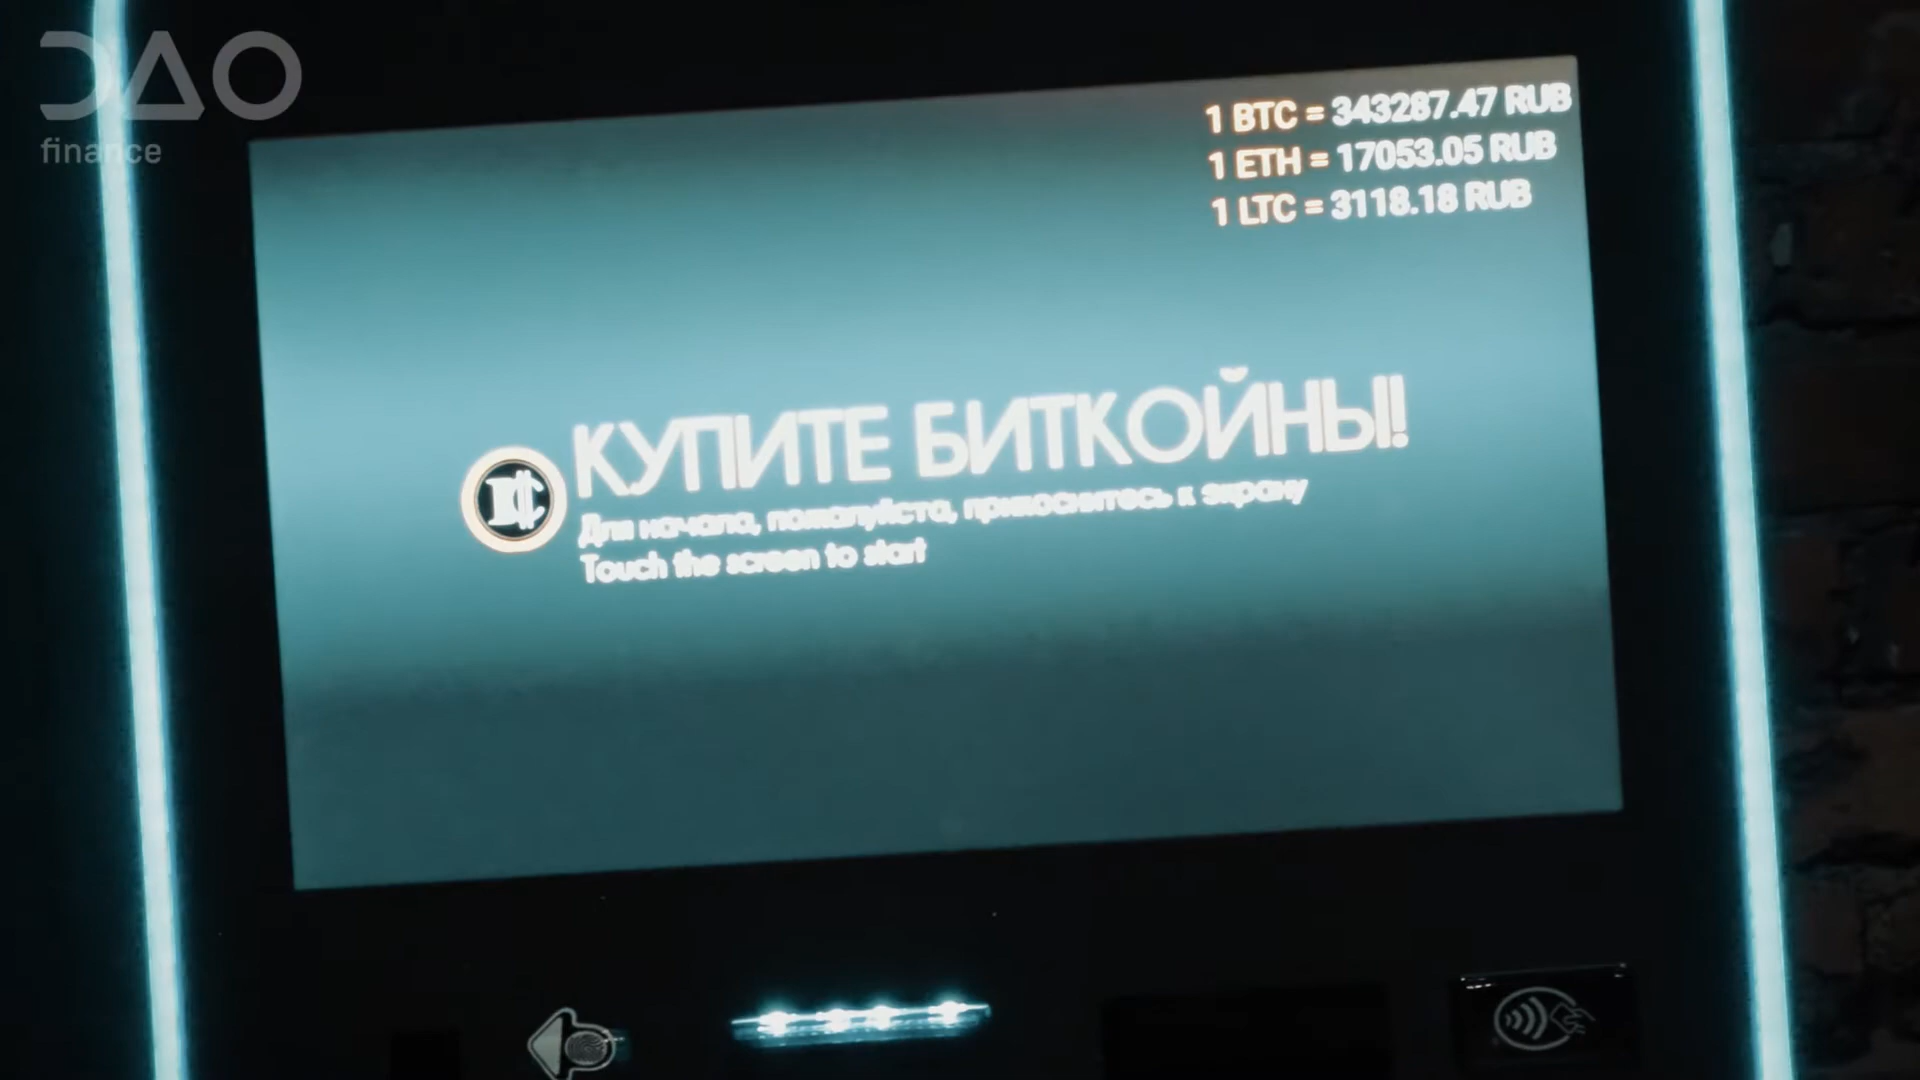 DAO
finance
1 BTC = 343287.47 RUB
1 ETH = 17053.05 RUB
1 LTC = 3118.18 RUB
КУПИТЕ БИТКОЙНЫ!
Для начала, пожалуйста, прикоснитесь к экрану
Touch the screen to start